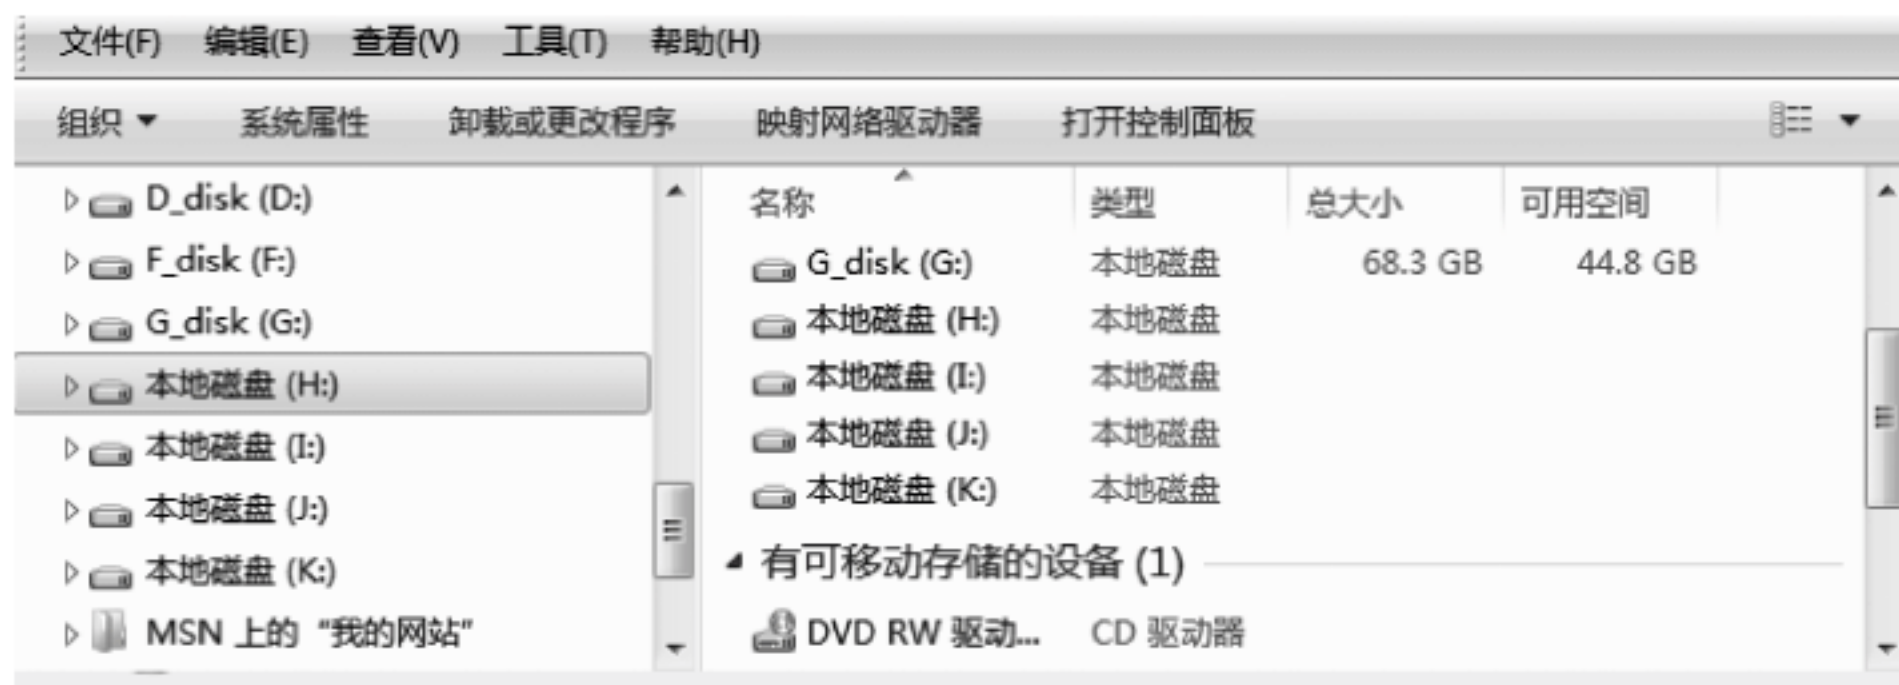 文件(F) 编辑(E) 查看(V) 工具(T) 帮助(H)
组织 系统属性 卸载或更改程序 映射网络驱动器 打开控制面板
D_disk (D:)
F_disk (F:)
G_disk (G:)
本地磁盘 (H:)
本地磁盘 (I:)
本地磁盘 (J:)
本地磁盘 (K:)
MSN 上的 "我的网站"
名称 类型 总大小 可用空间
G_disk (G:) 本地磁盘 68.3 GB 44.8 GB
本地磁盘 (H:) 本地磁盘
本地磁盘 (I:) 本地磁盘
本地磁盘 (J:) 本地磁盘
本地磁盘 (K:) 本地磁盘
有可移动存储的设备 (1)
DVD RW 驱动... CD 驱动器